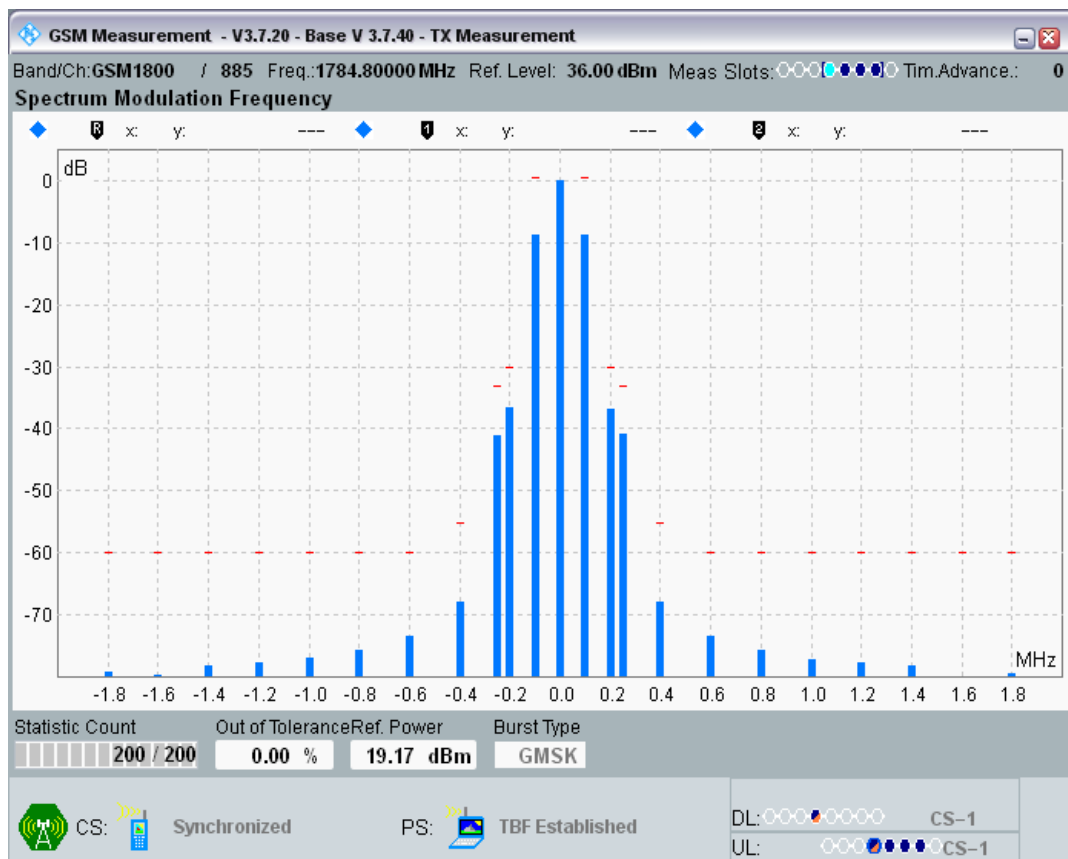 GSM Measurement - V3.7.20 - Base V 3.7.40 - TX Measurement
Band/Ch:GSM1800 / 885 Freq.:1784.80000 MHz Ref. Level: 36.00 dBm Meas Slots: Tim.Advance.: 0
Spectrum Modulation Frequency
R x: y: --- 1 x: y: --- 2 x: y: ---
dB
0
-10
-20
-30
-40
-50
-60
-70
MHz
-1.8 -1.6 -1.4 -1.2 -1.0 -0.8 -0.6 -0.4 -0.2 0.0 0.2 0.4 0.6 0.8 1.0 1.2 1.4 1.6 1.8
Statistic Count Out of Tolerance Ref. Power Burst Type
200 / 200 0.00 % 19.17 dBm GMSK
CS: Synchronized PS: TBF Established
DL: CS-1
UL: CS-1